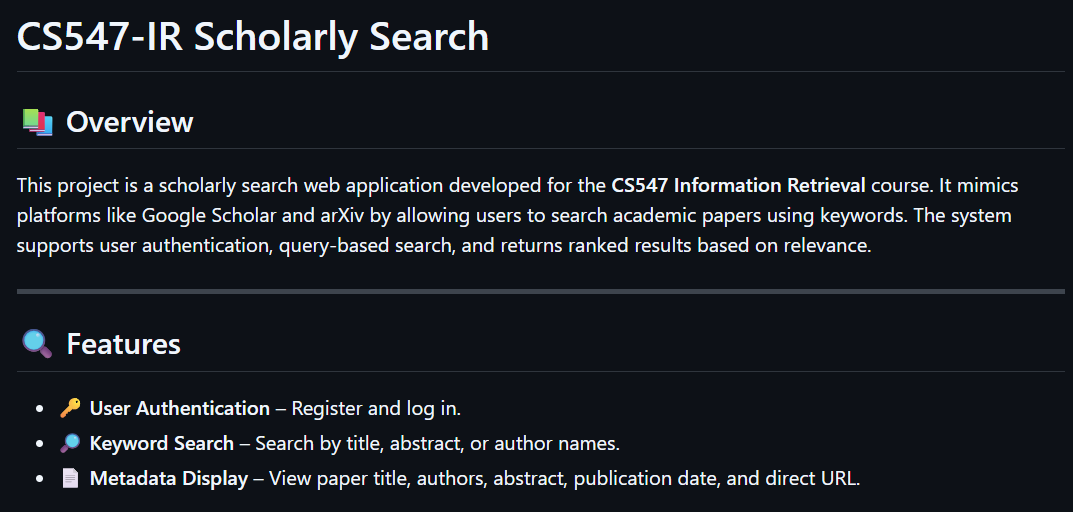 CS547-IR Scholarly Search
📚 Overview
This project is a scholarly search web application developed for the CS547 Information Retrieval course. It mimics
platforms like Google Scholar and arXiv by allowing users to search academic papers using keywords. The system
supports user authentication, query-based search, and returns ranked results based on relevance.
🔍 Features
• 🔑 User Authentication – Register and log in.
• 🔎 Keyword Search – Search by title, abstract, or author names.
• 📄 Metadata Display – View paper title, authors, abstract, publication date, and direct URL.